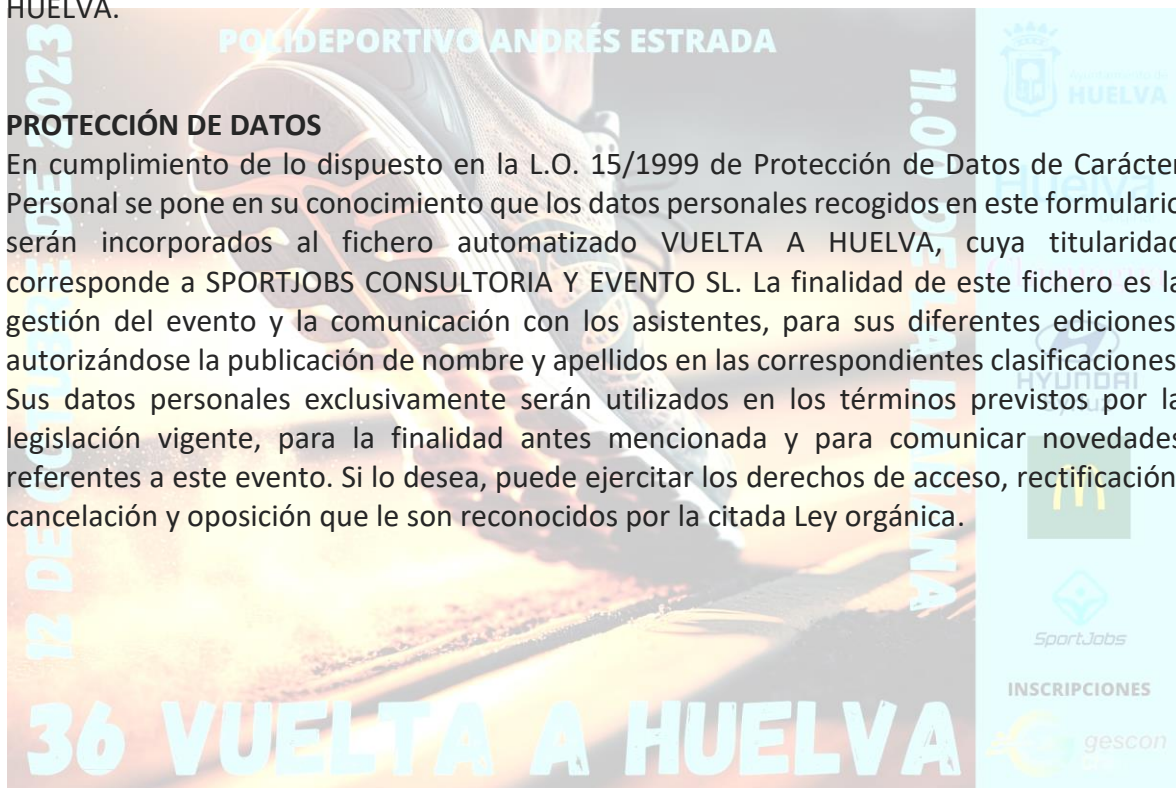 HUELVA.
POLIDEPORTIVO ANDRÉS ESTRADA
12 DE OCTUBRE DE 2023
11.00 DE LA MAÑANA
PROTECCIÓN DE DATOS
En cumplimiento de lo dispuesto en la L.O. 15/1999 de Protección de Datos de Carácter
Personal se pone en su conocimiento que los datos personales recogidos en este formulario
serán incorporados al fichero automatizado VUELTA A HUELVA, cuya titularidad
corresponde a SPORTJOBS CONSULTORIA Y EVENTO SL. La finalidad de este fichero es la
gestión del evento y la comunicación con los asistentes, para sus diferentes ediciones
autorizándose la publicación de nombre y apellidos en las correspondientes clasificaciones.
Sus datos personales exclusivamente serán utilizados en los términos previstos por la
legislación vigente, para la finalidad antes mencionada y para comunicar novedades
referentes a este evento. Si lo desea, puede ejercitar los derechos de acceso, rectificación
cancelación y oposición que le son reconocidos por la citada Ley orgánica.
Ayuntamiento de
HUELVA
Huelva
HYUNDAI
SportJobs
INSCRIPCIONES
gescon
36 VUELTA A HUELVA